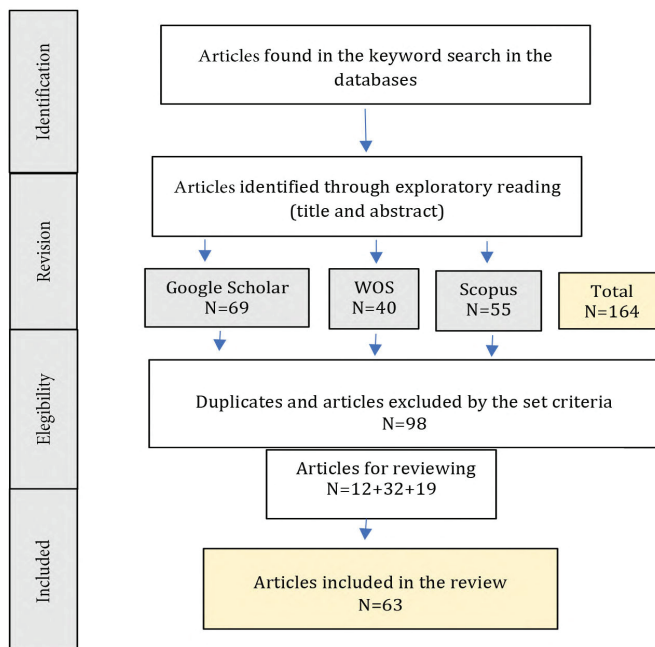 Identification
Articles found in the keyword search in the
databases
Revision
Articles identified through exploratory reading
(title and abstract)
Google Scholar
N=69
WOS
N=40
Scopus
N=55
Total
N=164
Elegibility
Duplicates and articles excluded by the set criteria
N=98
Articles for reviewing
N=12+32+19
Included
Articles included in the review
N=63